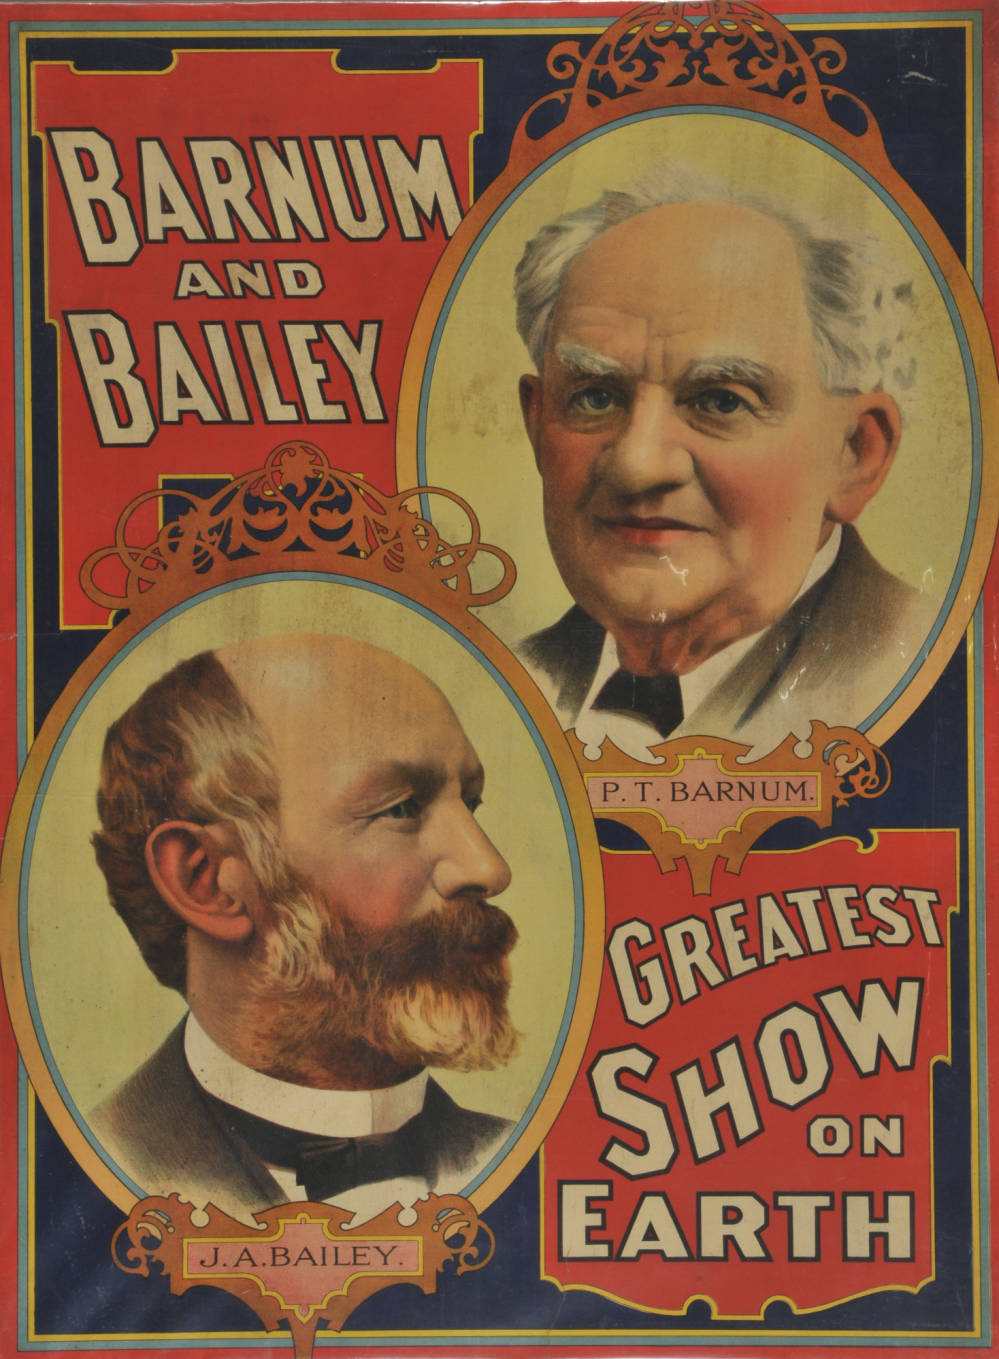 BARNUM
AND
BAILEY
P. T. BARNUM.
J. A. BAILEY.
GREATEST
SHOW
ON
EARTH